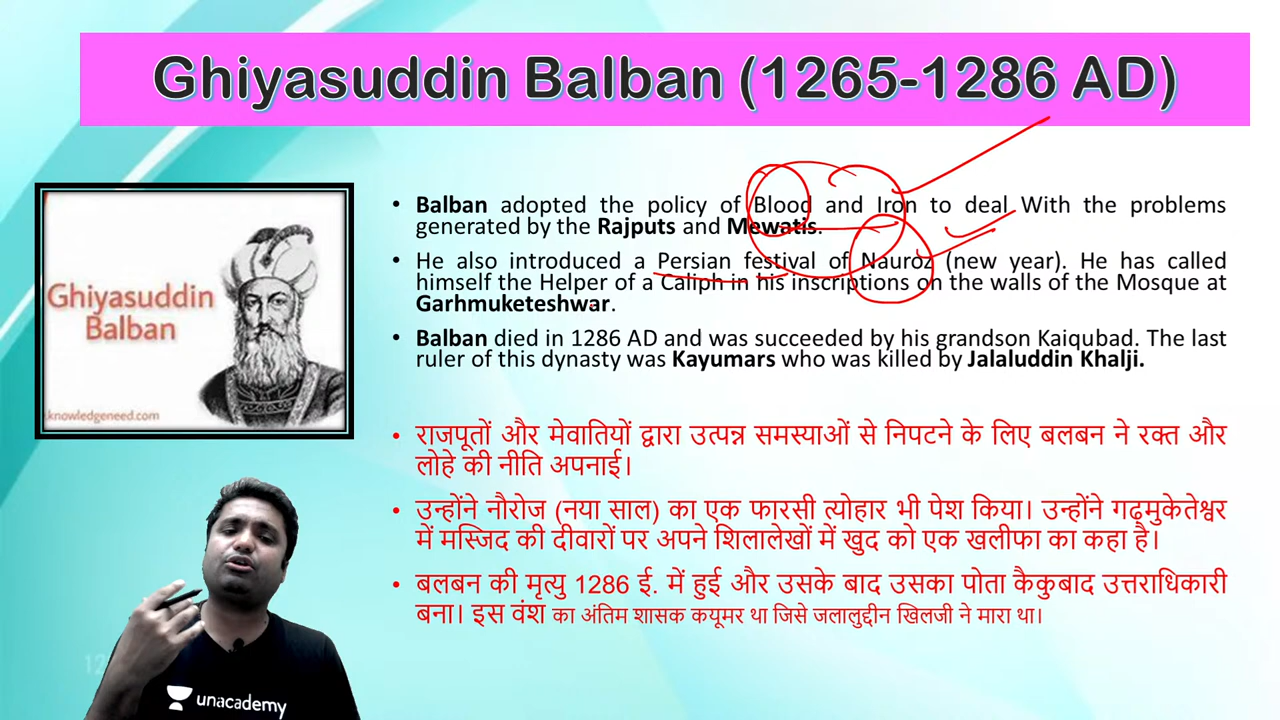 Ghiyasuddin Balban (1265-1286 AD)
Ghiyasuddin
Balban
knowledgeneed.com
• Balban adopted the policy of Blood and Iron to deal With the problems
generated by the Rajputs and Mewatis.
• He also introduced a Persian festival of Nauroz (new year). He has called
himself the Helper of a Caliph in his inscriptions on the walls of the Mosque at
Garhmuketeshwar.
• Balban died in 1286 AD and was succeeded by his grandson Kaiqubad. The last
ruler of this dynasty was Kayumars who was killed by Jalaluddin Khalji.
• राजपूतों और मेवातियों द्वारा उत्पन्न समस्याओं से निपटने के लिए बलबन ने रक्त और
लोहे की नीति अपनाई।
• उन्होंने नौरोज (नया साल) का एक फारसी त्योहार भी पेश किया। उन्होंने गढ़मुकेतेश्वर
में मस्जिद की दीवारों पर अपने शिलालेखों में खुद को एक खलीफा का कहा है।
• बलबन की मृत्यु 1286 ई. में हुई और उसके बाद उसका पोता कैकुबाद उत्तराधिकारी
बना। इस वंश का अंतिम शासक कयूमर था जिसे जलालुद्दीन खिलजी ने मारा था।
unacademy